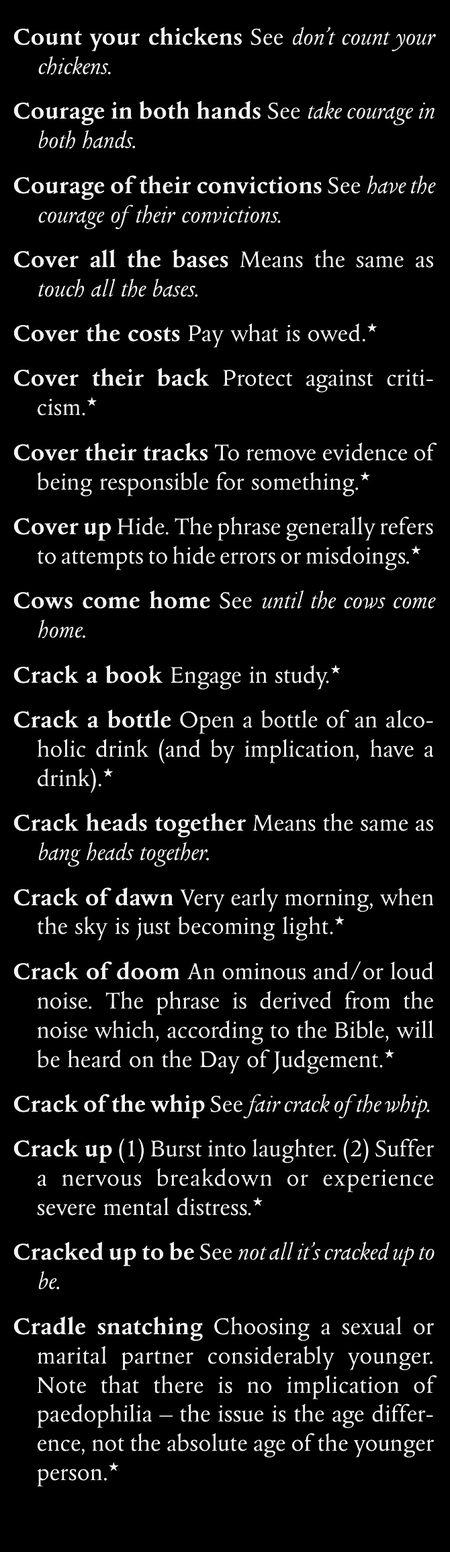 Count your chickens See don't count your
chickens.
Courage in both hands See take courage in
both hands.
Courage of their convictions See have the
courage of their convictions.
Cover all the bases Means the same as
touch all the bases.
Cover the costs Pay what is owed.★
Cover their back Protect against criti-
cism.★
Cover their tracks To remove evidence of
being responsible for something.★
Cover up Hide. The phrase generally refers
to attempts to hide errors or misdoings.★
Cows come home See until the cows come
home.
Crack a book Engage in study.★
Crack a bottle Open a bottle of an alco-
holic drink (and by implication, have a
drink).★
Crack heads together Means the same as
bang heads together.
Crack of dawn Very early morning, when
the sky is just becoming light.★
Crack of doom An ominous and/or loud
noise. The phrase is derived from the
noise which, according to the Bible, will
be heard on the Day of Judgement.★
Crack of the whip See fair crack of the whip.
Crack up (1) Burst into laughter. (2) Suffer
a nervous breakdown or experience
severe mental distress.★
Cracked up to be See not all it's cracked up to
be.
Cradle snatching Choosing a sexual or
marital partner considerably younger.
Note that there is no implication of
paedophilia – the issue is the age differ-
ence, not the absolute age of the younger
person.★